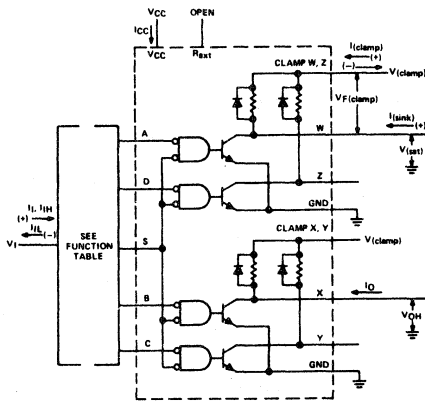 VCC OPEN
ICC
VCC Rext
CLAMP W, Z
I(clamp)
(+)
(−)
V(clamp)
VF(clamp)
I(sink)
(+)
A
W
V(sat)
D
Z
GND
II, IIH
(+)
IIL
(−)
VI
SEE
FUNCTION
TABLE
S
CLAMP X, Y
V(clamp)
IO
B
X
VOH
C
Y
GND